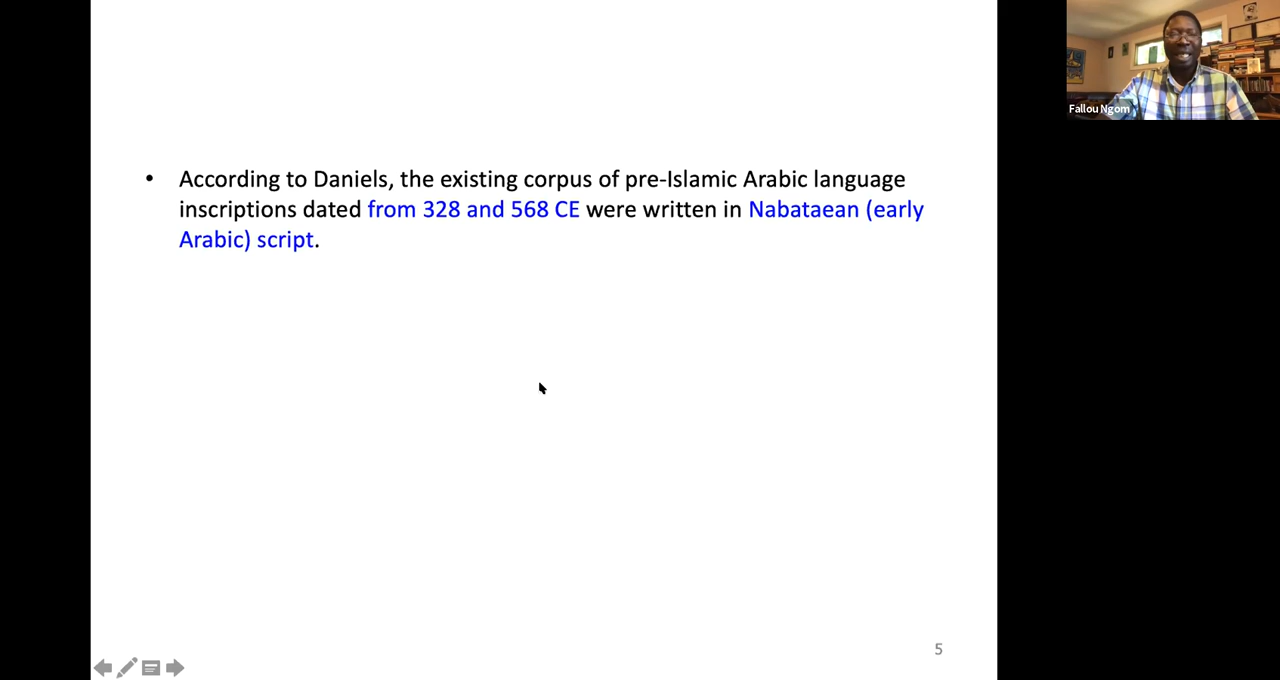 Fallou Ngom
• According to Daniels, the existing corpus of pre-Islamic Arabic language
inscriptions dated from 328 and 568 CE were written in Nabataean (early
Arabic) script.
5